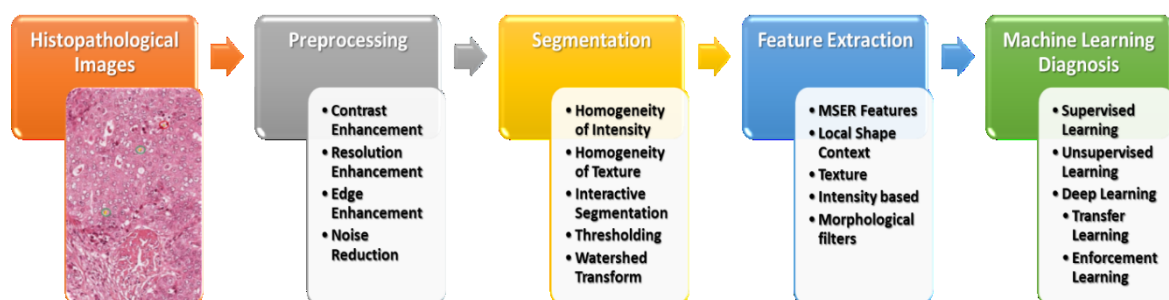 Histopathological
Images
Preprocessing
• Contrast
Enhancement
• Resolution
Enhancement
• Edge
Enhancement
• Noise
Reduction
Segmentation
• Homogeneity
of Intensity
• Homogeneity
of Texture
• Interactive
Segmentation
• Thresholding
• Watershed
Transform
Feature Extraction
• MSER Features
• Local Shape
Context
• Texture
• Intensity based
• Morphological
filters
Machine Learning
Diagnosis
• Supervised
Learning
• Unsupervised
Learning
• Deep Learning
• Transfer
Learning
• Enforcement
Learning